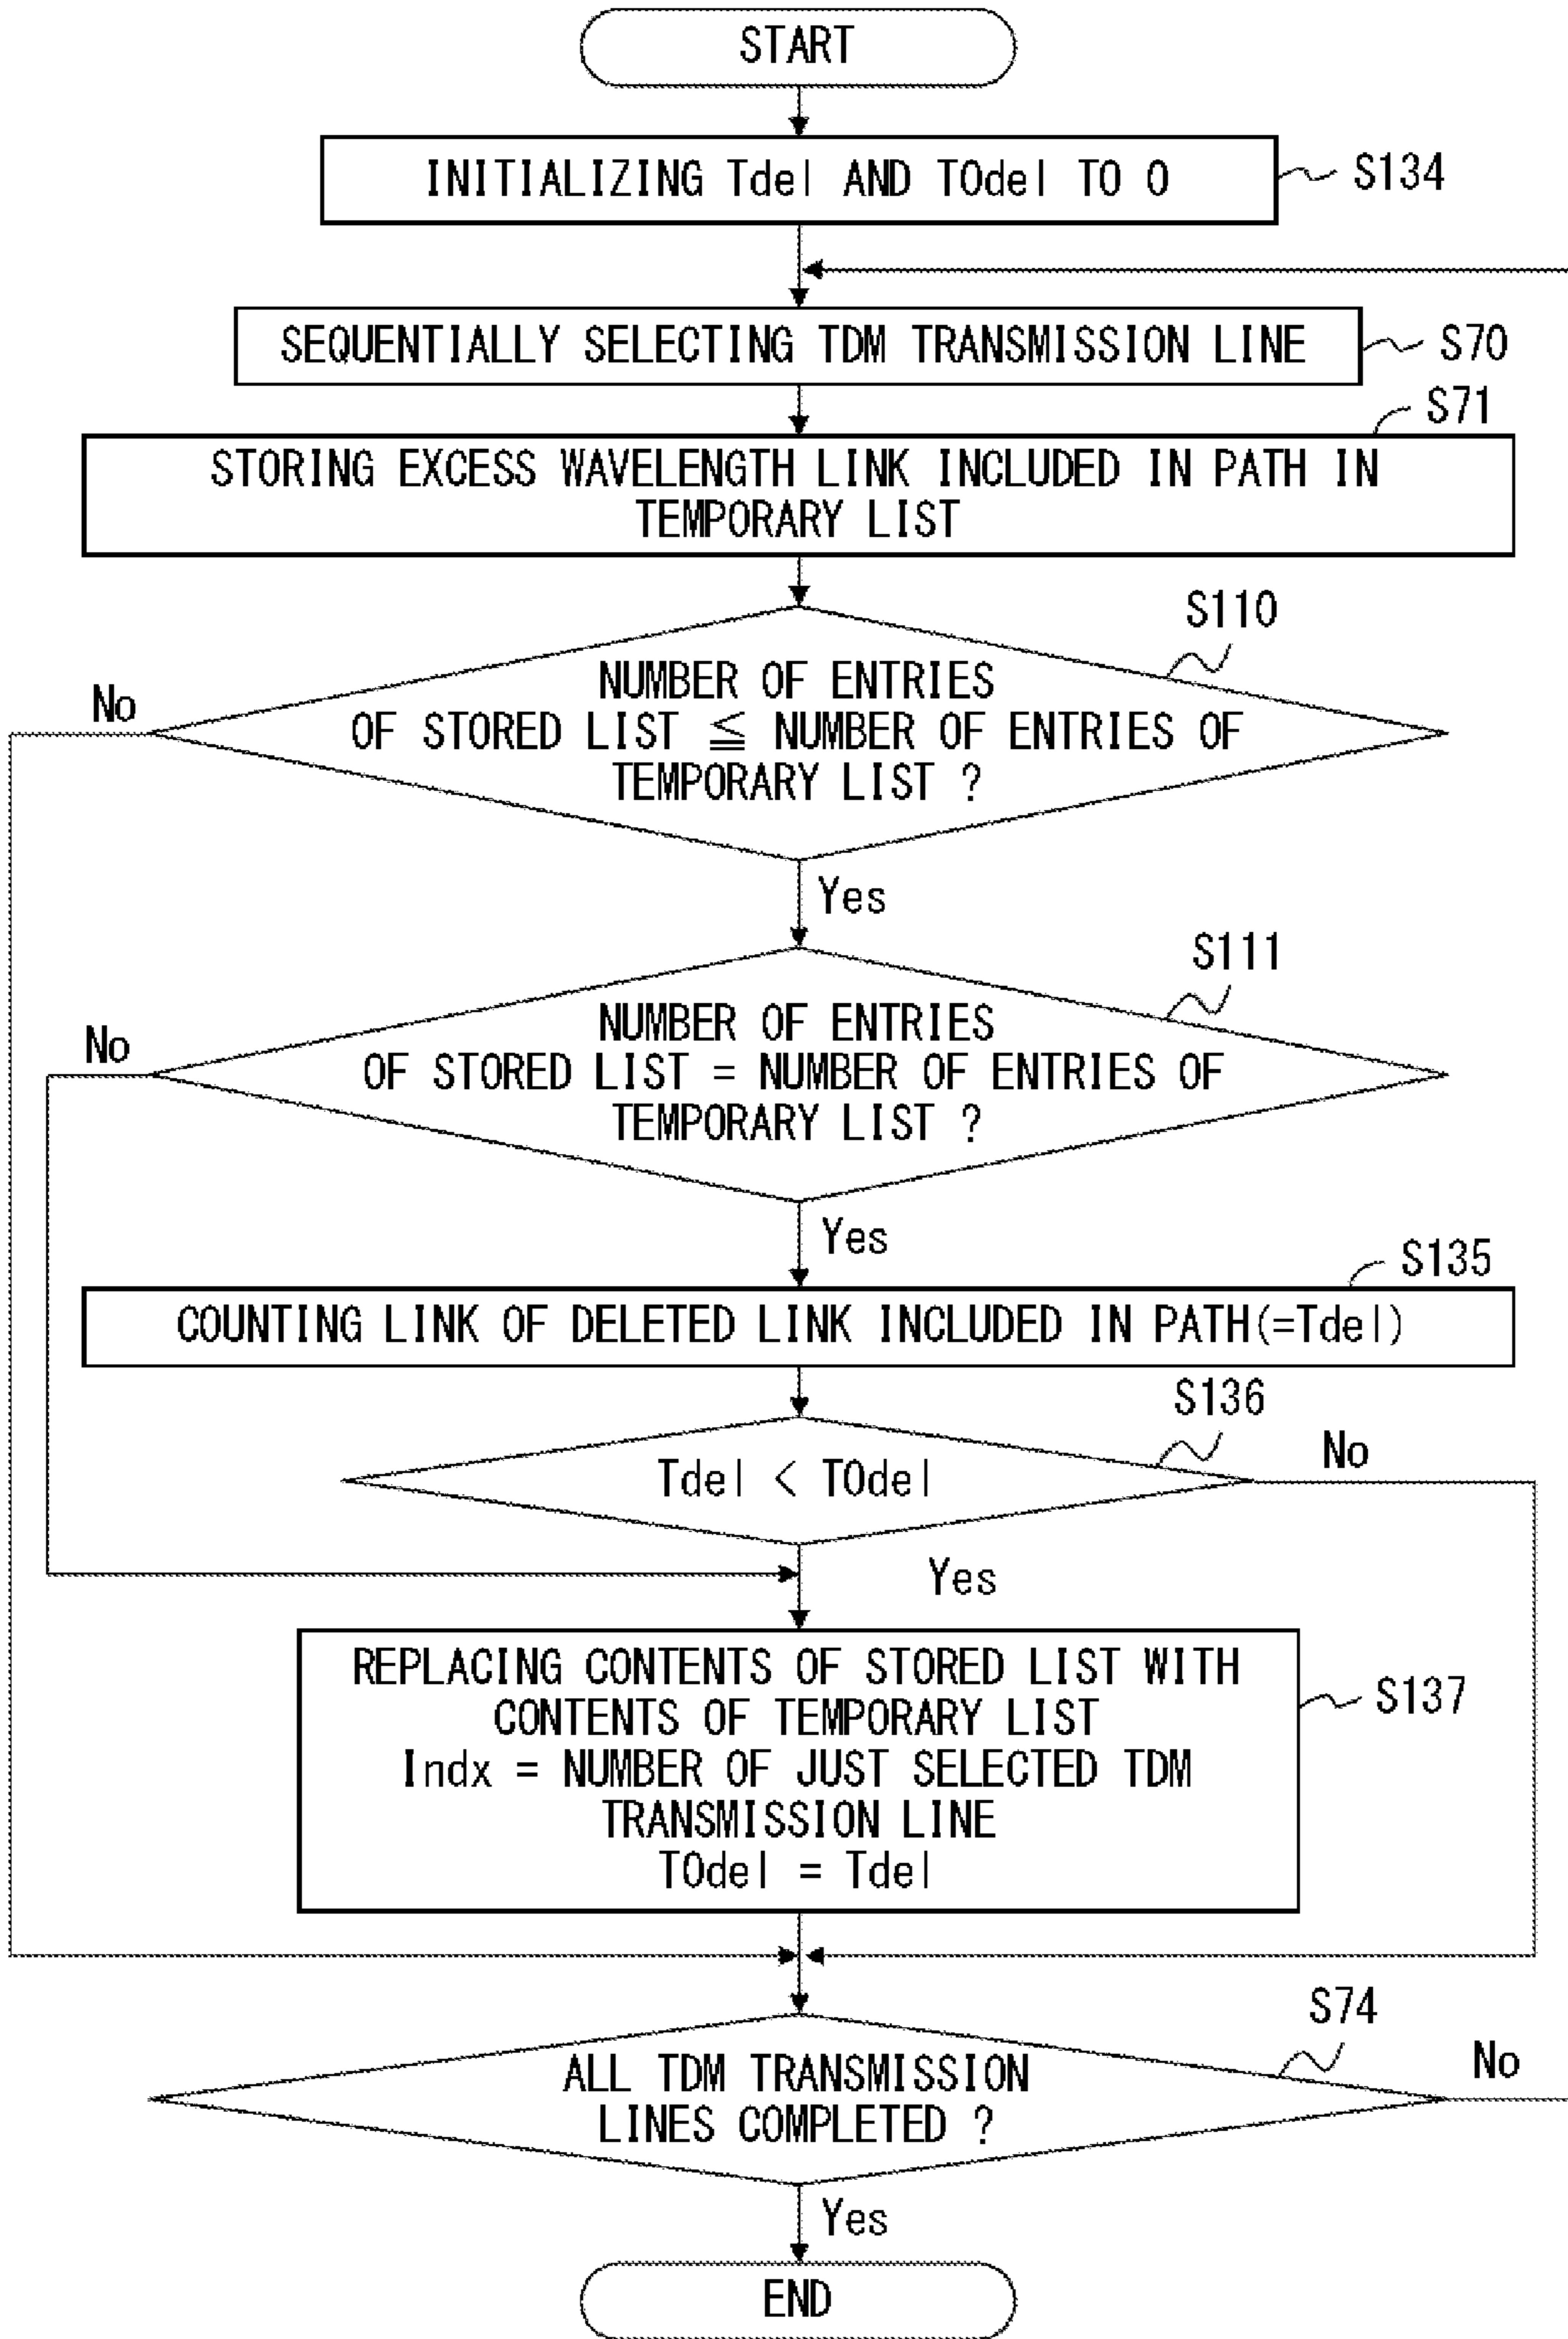 START
INITIALIZING Tdel AND T0del TO 0
S134
SEQUENTIALLY SELECTING TDM TRANSMISSION LINE
S70
S71
STORING EXCESS WAVELENGTH LINK INCLUDED IN PATH IN
TEMPORARY LIST
S110
No
NUMBER OF ENTRIES
OF STORED LIST ≦ NUMBER OF ENTRIES OF
TEMPORARY LIST ?
Yes
S111
No
NUMBER OF ENTRIES
OF STORED LIST = NUMBER OF ENTRIES OF
TEMPORARY LIST ?
Yes
S135
COUNTING LINK OF DELETED LINK INCLUDED IN PATH(=Tdel)
S136
No
Tdel < T0del
Yes
REPLACING CONTENTS OF STORED LIST WITH
CONTENTS OF TEMPORARY LIST
Indx = NUMBER OF JUST SELECTED TDM
TRANSMISSION LINE
T0del = Tdel
S137
S74
No
ALL TDM TRANSMISSION
LINES COMPLETED ?
Yes
END